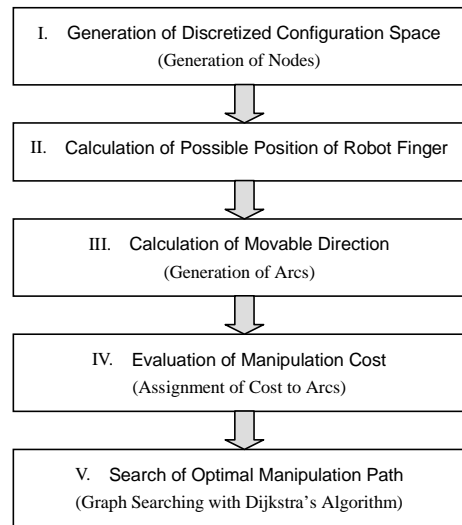 I. Generation of Discretized Configuration Space
(Generation of Nodes)
II. Calculation of Possible Position of Robot Finger
III. Calculation of Movable Direction
(Generation of Arcs)
IV. Evaluation of Manipulation Cost
(Assignment of Cost to Arcs)
V. Search of Optimal Manipulation Path
(Graph Searching with Dijkstra's Algorithm)